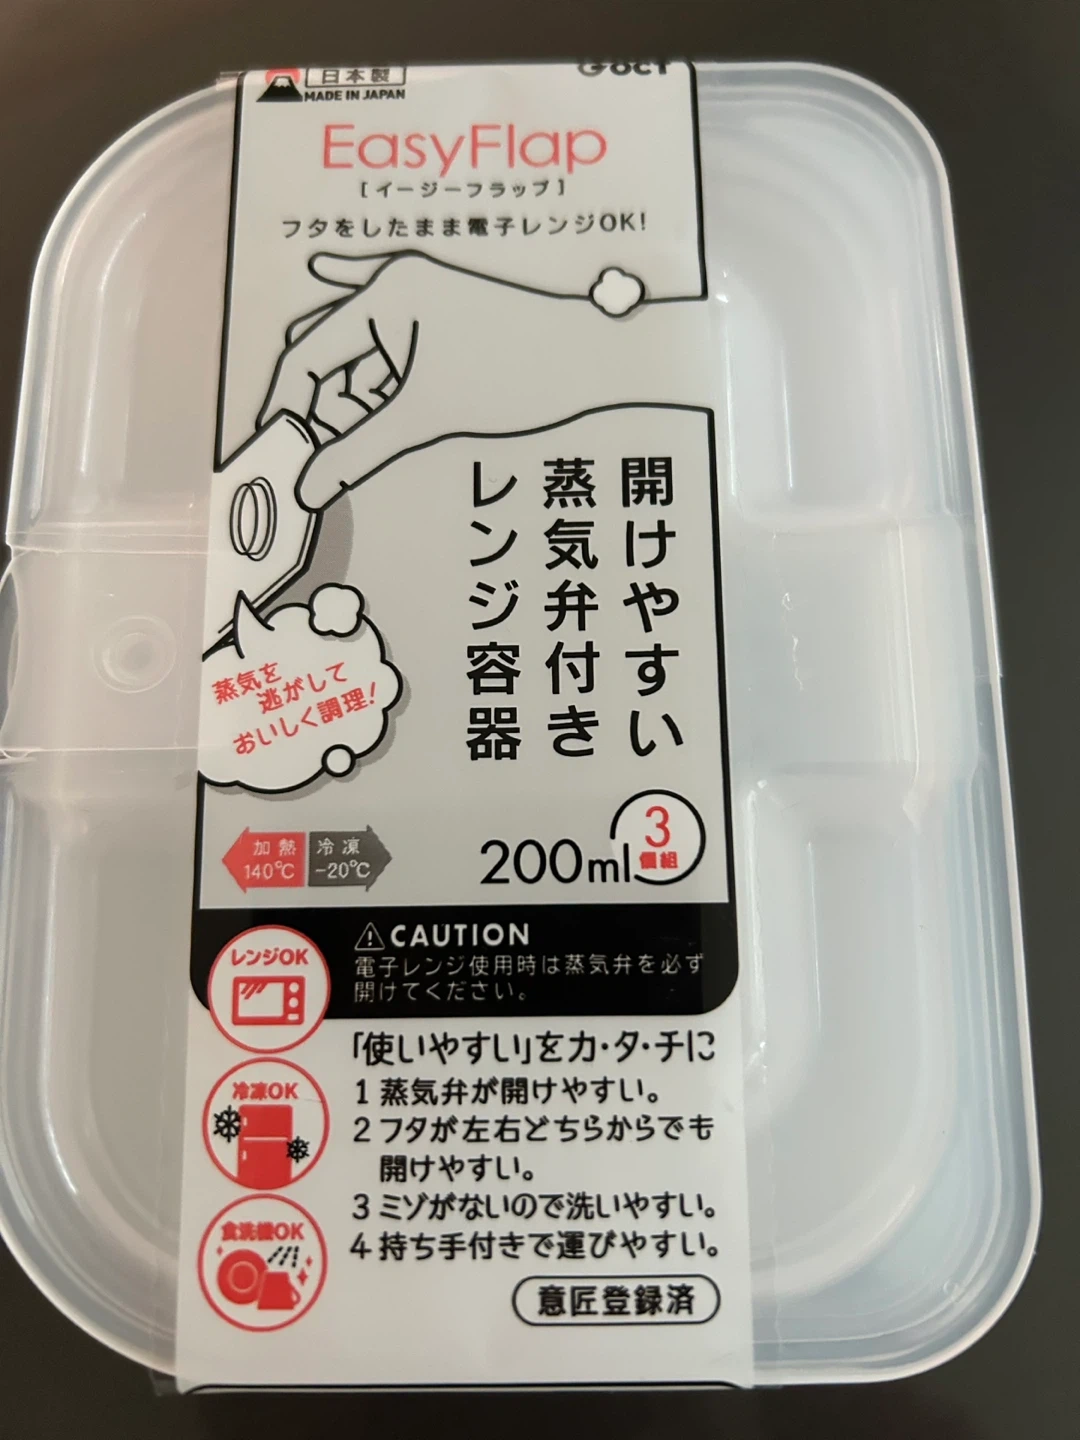 日本製
MADE IN JAPAN
EasyFlap
[イージーフラップ]
フタをしたまま電子レンジOK!
開けやすい
蒸気弁付き
レンジ容器
蒸気を
逃がして
おいしく調理!
加熱
140℃
冷凍
-20℃
200ml
3
個組
CAUTION
電子レンジ使用時は蒸気弁を必ず
開けてください。
レンジOK
冷凍OK
食洗機OK
「使いやすい」をカ・タ・チに
1 蒸気弁が開けやすい。
2 フタが左右どちらからでも
開けやすい。
3 ミゾがないので洗いやすい。
4 持ち手付きで運びやすい。
意匠登録済